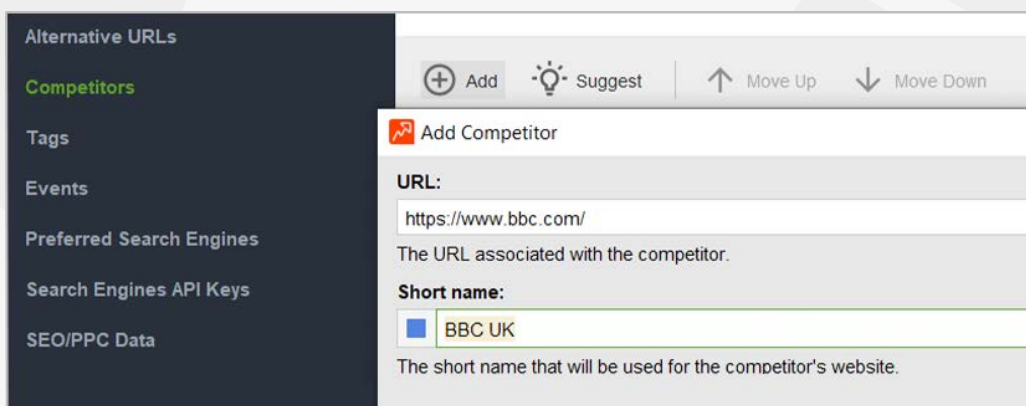 Alternative URLs
Competitors
Tags
Events
Preferred Search Engines
Search Engines API Keys
SEO/PPC Data
Add Suggest Move Up Move Down
Add Competitor
URL:
https://www.bbc.com/
The URL associated with the competitor.
Short name:
BBC UK
The short name that will be used for the competitor's website.